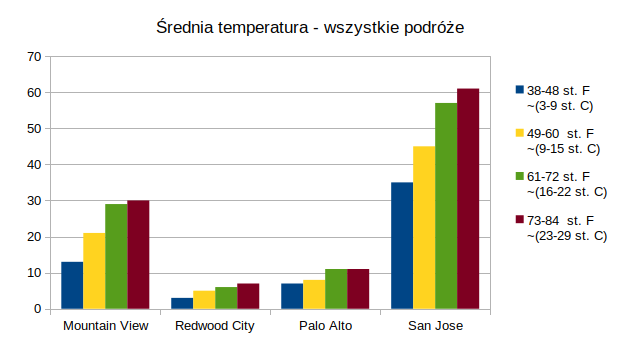 Średnia temperatura - wszystkie podróże
70
60
50
40
30
20
10
0
Mountain View
Redwood City
Palo Alto
San Jose
38-48 st. F
~(3-9 st. C)
49-60  st. F
~(9-15 st. C)
61-72 st. F
~(16-22 st. C)
73-84  st. F
~(23-29 st. C)